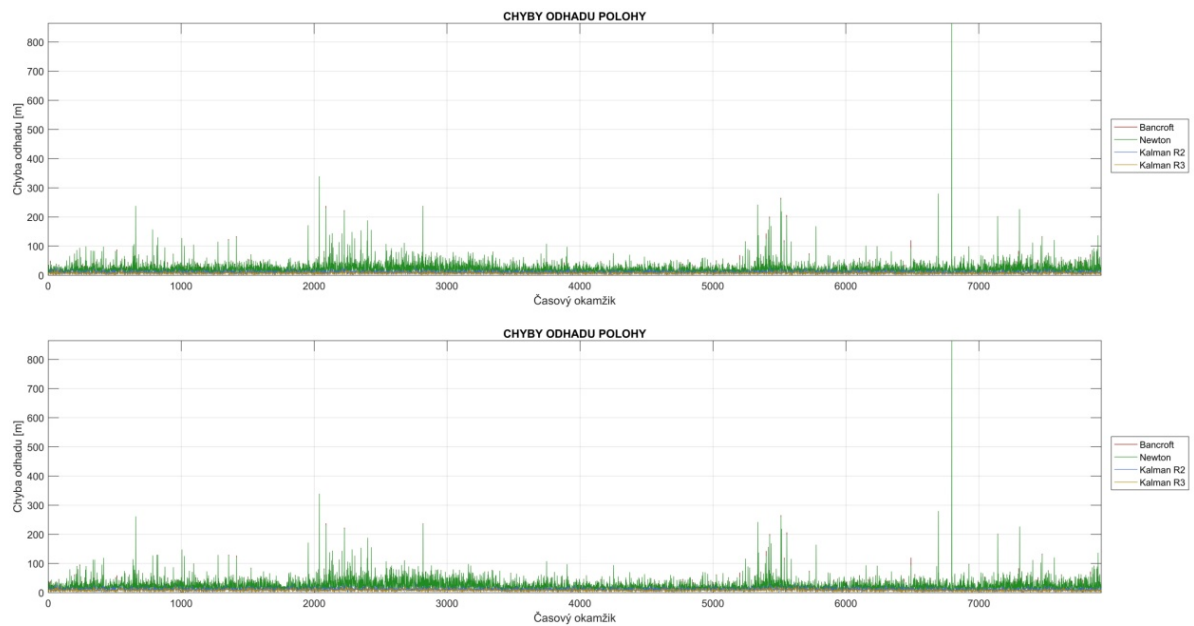 CHYBY ODHADU POLOHY
800
700
600
500
400
300
200
100
0
Chyba odhadu [m]
0 1000 2000 3000 4000 5000 6000 7000
Časový okamžik
Bancroft
Newton
Kalman R2
Kalman R3
CHYBY ODHADU POLOHY
800
700
600
500
400
300
200
100
0
Chyba odhadu [m]
0 1000 2000 3000 4000 5000 6000 7000
Časový okamžik
Bancroft
Newton
Kalman R2
Kalman R3